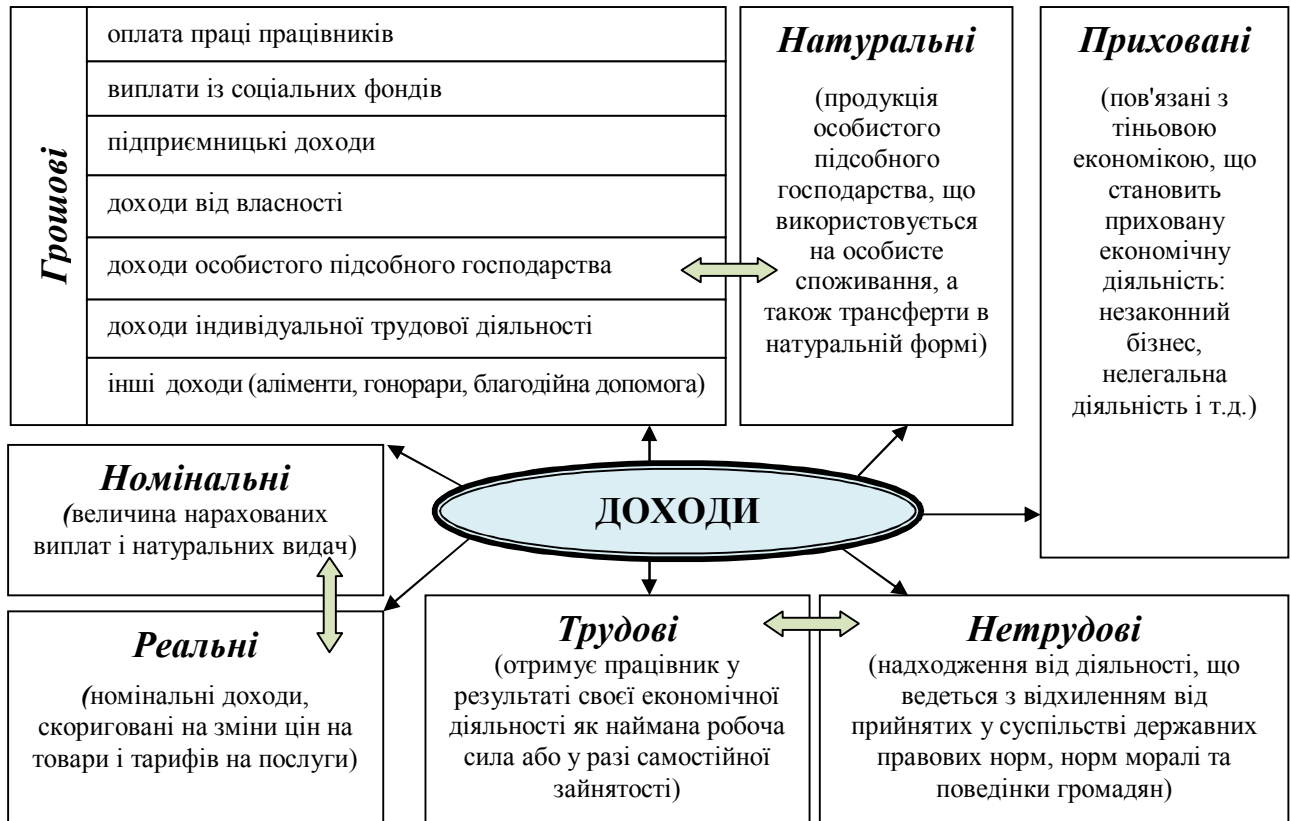 Грошові
оплата праці працівників
виплати із соціальних фондів
підприємницькі доходи
доходи від власності
доходи особистого підсобного господарства
доходи індивідуальної трудової діяльності
інші доходи (аліменти, гонорари, благодійна допомога)
Натуральні
(продукція
особистого
підсобного
господарства, що
використовується
на особисте
споживання, а
також трансферти в
натуральній формі)
Приховані
(пов'язані з
тіньовою
економікою, що
становить
приховану
економічну
діяльність:
незаконний
бізнес,
нелегальна
діяльність і т.д.)
Номінальні
(величина нарахованих
виплат і натуральних видач)
ДОХОДИ
Реальні
(номінальні доходи,
скориговані на зміни цін на
товари і тарифів на послуги)
Трудові
(отримує працівник у
результаті своєї економічної
діяльності як наймана робоча
сила або у разі самостійної
зайнятості)
Нетрудові
(надходження від діяльності, що
ведеться з відхиленням від
прийнятих у суспільстві державних
правових норм, норм моралі та
поведінки громадян)